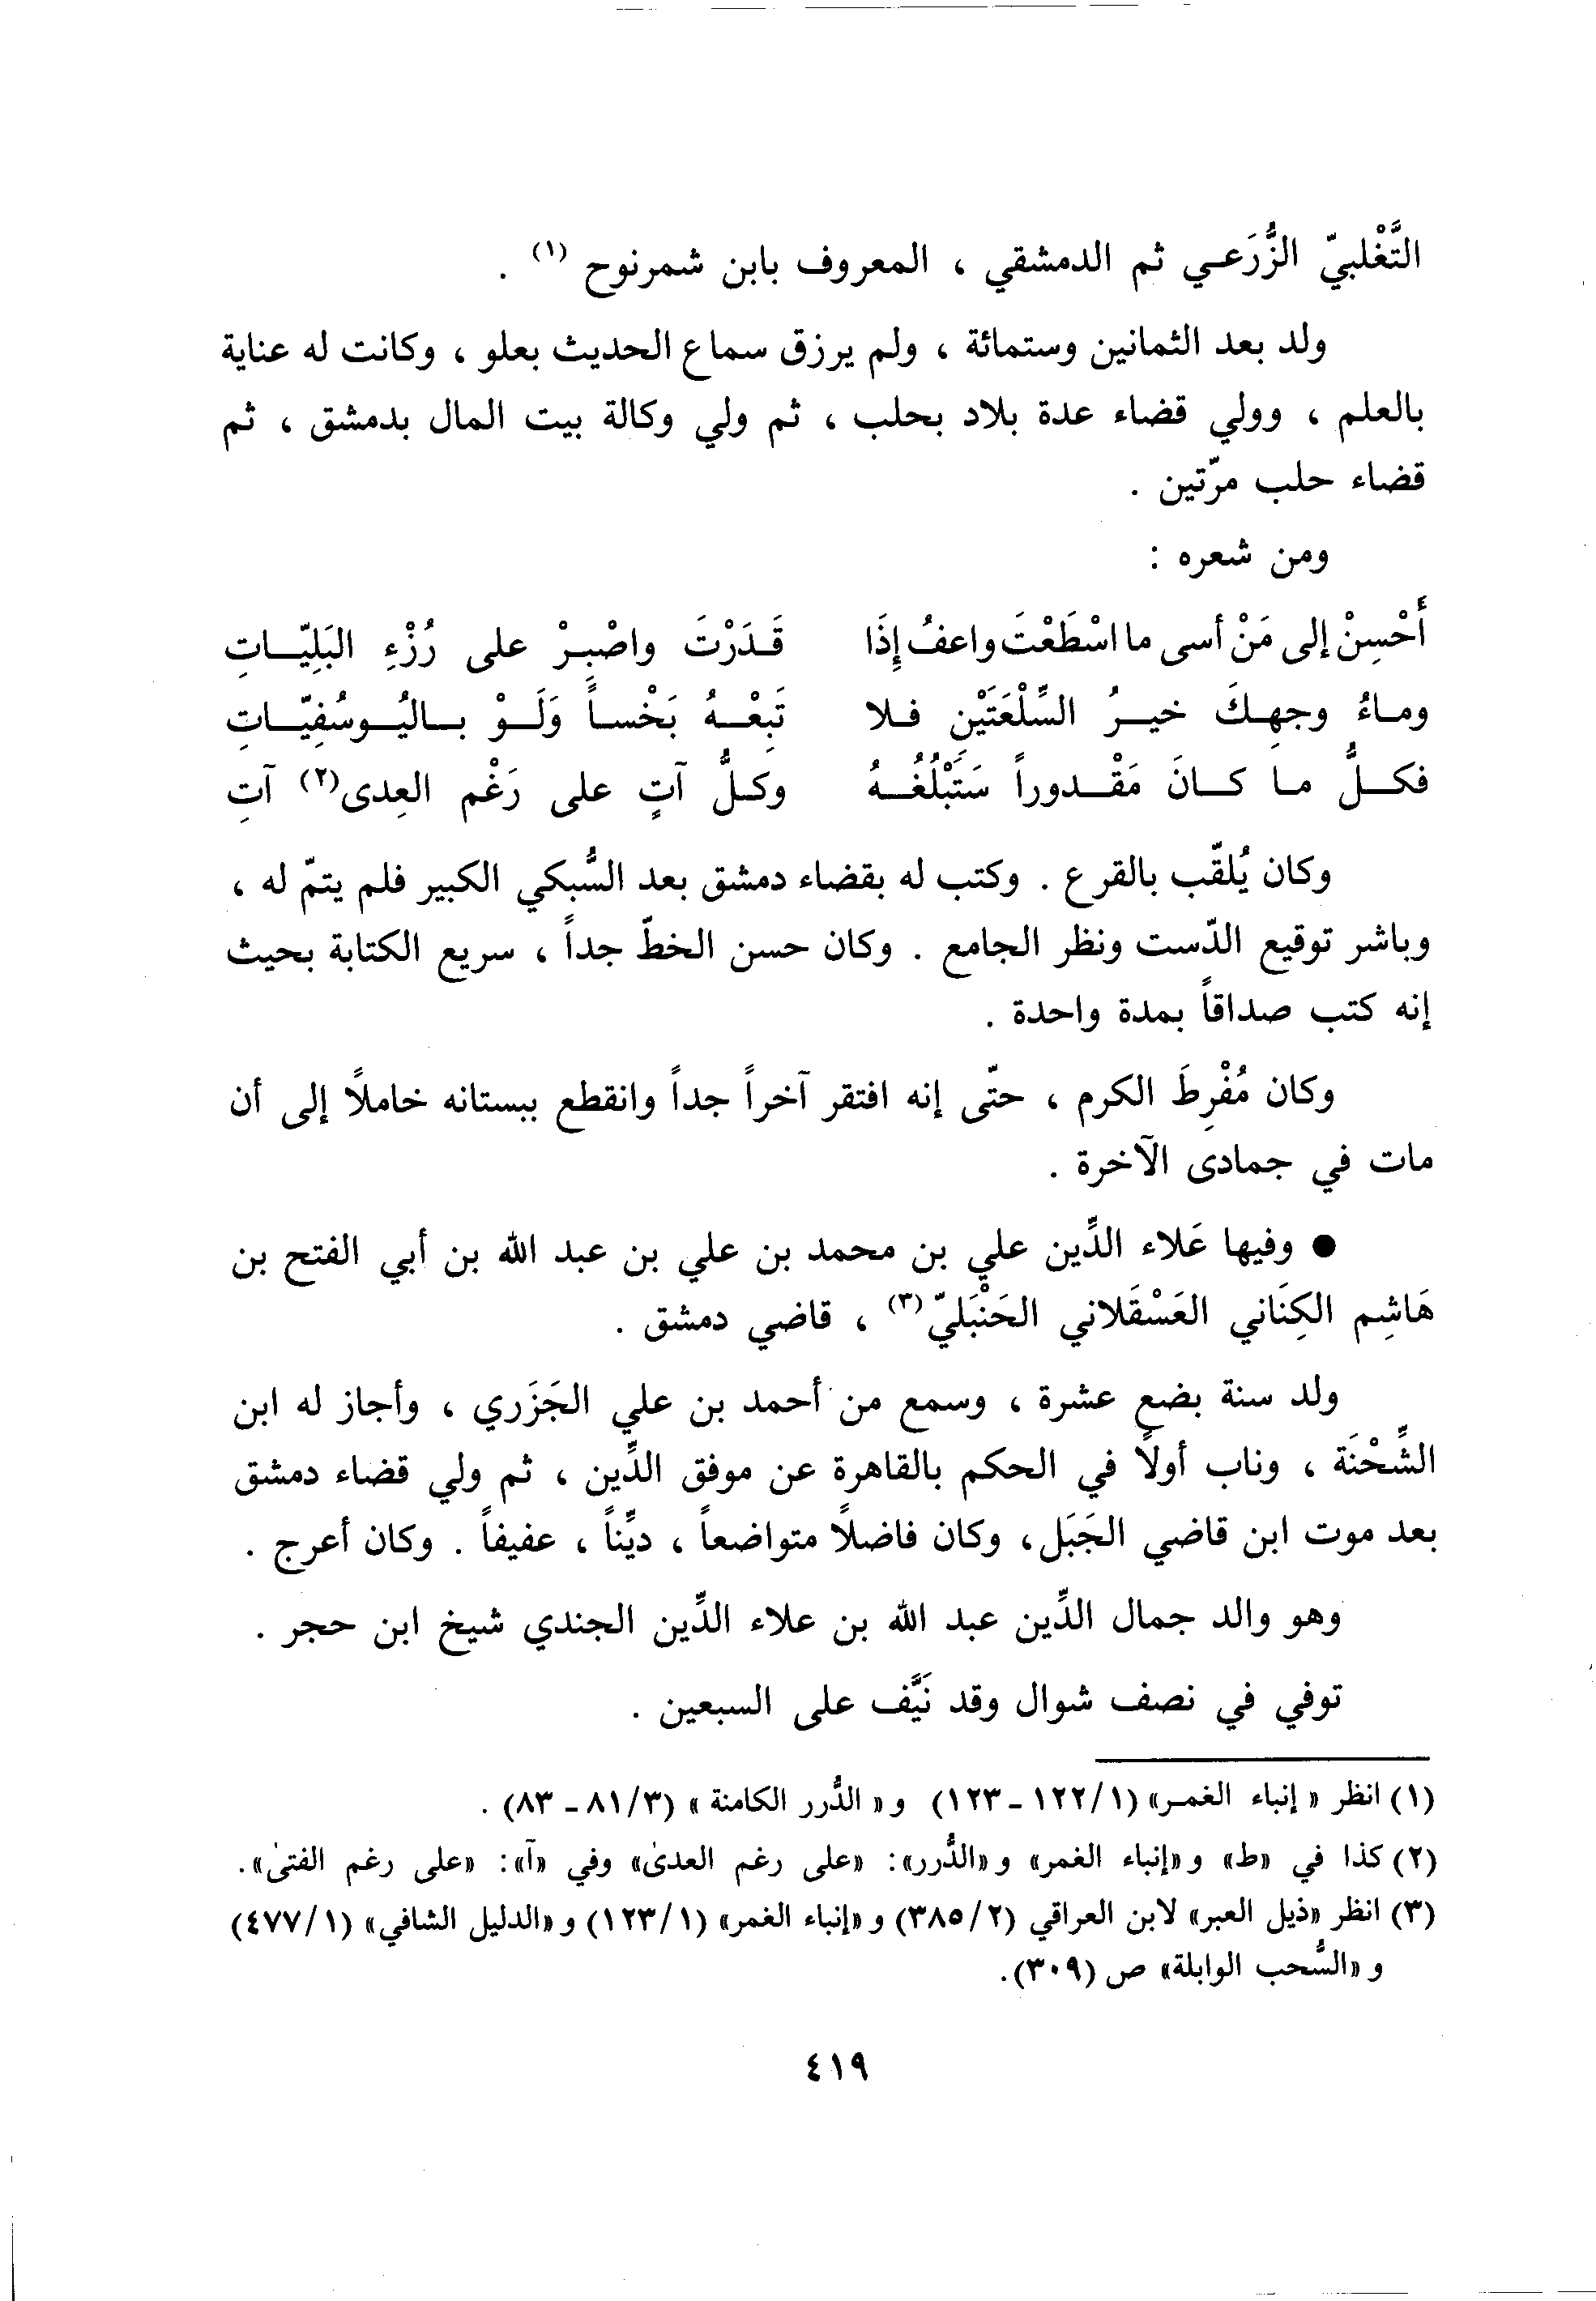 التَّغْلبيّ الزُّرَعـي ثم الدمشقي ، المعروف بابن شمرنوح (١) .
ولد بعد الثمانين وستمائة ، ولم يرزق سماع الحديث بعلو ، وكانت له عناية
بالعلم ، وولي قضاء عدة بلاد بحلب ، ثم ولي وكالة بيت المال بدمشق ، ثم
قضاء حلب مرّتين .
ومن شعره :
أَحْسِنْ إلى مَنْ أسى ما اسْطَعْتَ واعفُ إِذَا قَـدَرْتَ واصْبِـرْ على رُزْءِ البَلِيّـاتِ
ومـاءُ وجهِـكَ خيـرُ السِّلْعَتَيْنِ فـلا تَبِعْـهُ بَخْسـاً وَلَـوْ بـاليُـوسُفِيّـاتِ
فكـلُّ مـا كـانَ مَقْـدوراً سَتَبْلُغُـهُ وكـلُّ آتٍ على رَغْم العِدى(٢) آتِ
وكان يُلقّب بالقرع . وكتب له بقضاء دمشق بعد السُّبكي الكبير فلم يتمّ له ،
وباشر توقيع الدّست ونظر الجامع . وكان حسن الخطّ جداً ، سريع الكتابة بحيث
إنه كتب صداقاً بمدة واحدة .
وكان مُفْرِطَ الكرم ، حتّى إنه افتقر آخراً جداً وانقطع ببستانه خاملاً إلى أن
مات في جمادى الآخرة .
● وفيها عَلاء الدِّين علي بن محمد بن علي بن عبد الله بن أبي الفتح بن
هَاشِم الكِنَاني العَسْقَلاني الحَنْبَليّ (٣) ، قاضي دمشق .
ولد سنة بضع عشرة ، وسمع من أحمد بن علي الجَزَري ، وأجاز له ابن
الشِّحْنَة ، وناب أولاً في الحكم بالقاهرة عن موفق الدِّين ، ثم ولي قضاء دمشق
بعد موت ابن قاضي الجَبَل، وكان فاضلاً متواضعاً ، ديِّناً ، عفيفاً . وكان أعرج .
وهو والد جمال الدِّين عبد الله بن علاء الدِّين الجندي شيخ ابن حجر .
توفي في نصف شوال وقد نَيَّف على السبعين .
(١) انظر « إنباء الغمـر» (١/ ١٢٢ - ١٢٣) و « الدُّرر الكامنة » (٣/ ٨١ - ٨٣) .
(٢) كذا في «ط» و«إنباء الغمر» و«الدُّرر»: «على رغم العدىٰ» وفي «آ»: «على رغم الفتىٰ».
(٣) انظر «ذيل العبر» لابن العراقي (٢/ ٣٨٥) و«إنباء الغمر» (١/ ١٢٣) و«الدليل الشافي» (١/ ٤٧٧)
و«السُّحب الوابلة» ص (٣٠٩).
٤١٩